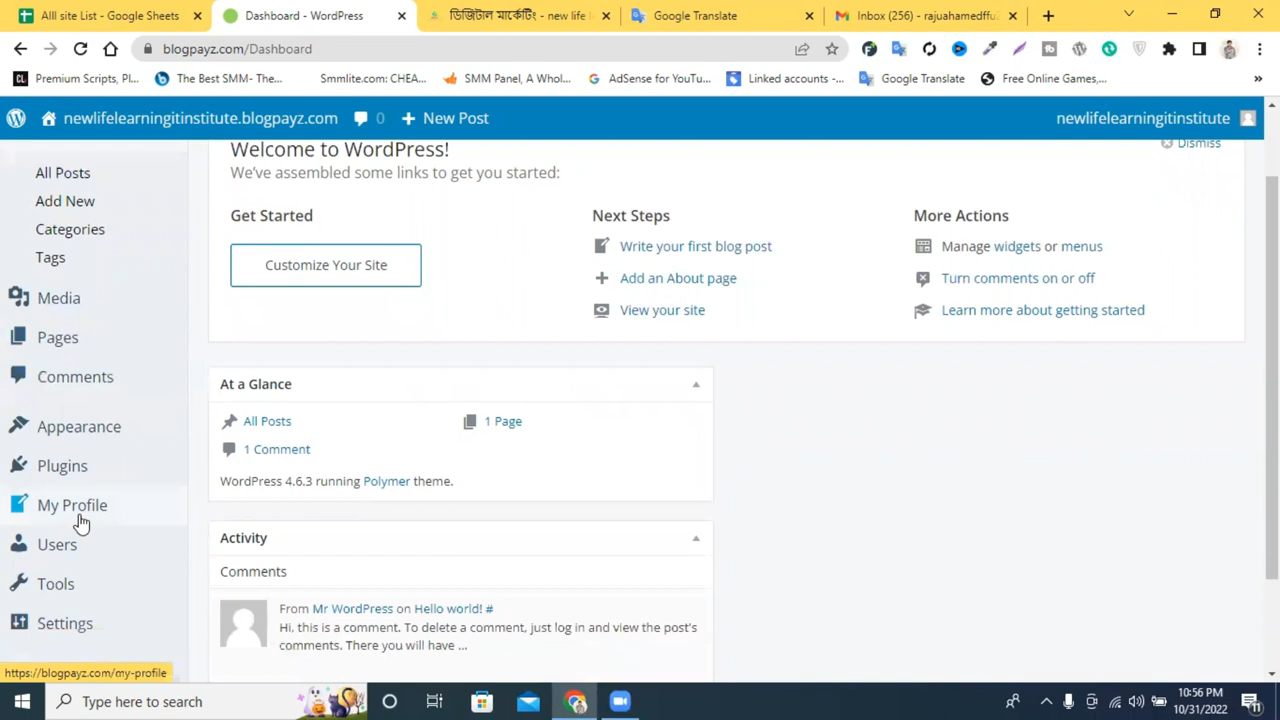 Alll site List - Google Sheets
Dashboard - WordPress
ডিজিটাল মার্কেটিং - new life l
Google Translate
Inbox (256) - rajuahamedffu
blogpayz.com/Dashboard
Premium Scripts, Pl...
The Best SMM- The...
Smmlite.com: CHEA...
SMM Panel, A Whol...
AdSense for YouTu...
Linked accounts -...
Google Translate
Free Online Games,...
»
newlifelearningitinstitute.blogpayz.com
0
+ New Post
newlifelearningitinstitute
Welcome to WordPress!
Dismiss
We've assembled some links to get you started:
All Posts
Add New
Categories
Tags
Media
Pages
Comments
Appearance
Plugins
My Profile
Users
Tools
Settings
Get Started
Customize Your Site
Next Steps
Write your first blog post
Add an About page
View your site
More Actions
Manage widgets or menus
Turn comments on or off
Learn more about getting started
At a Glance
All Posts
1 Page
1 Comment
WordPress 4.6.3 running Polymer theme.
Activity
Comments
From Mr WordPress on Hello world! #
Hi, this is a comment. To delete a comment, just log in and view the post's
comments. There you will have ...
https://blogpayz.com/my-profile
Type here to search
10:56 PM
10/31/2022
11